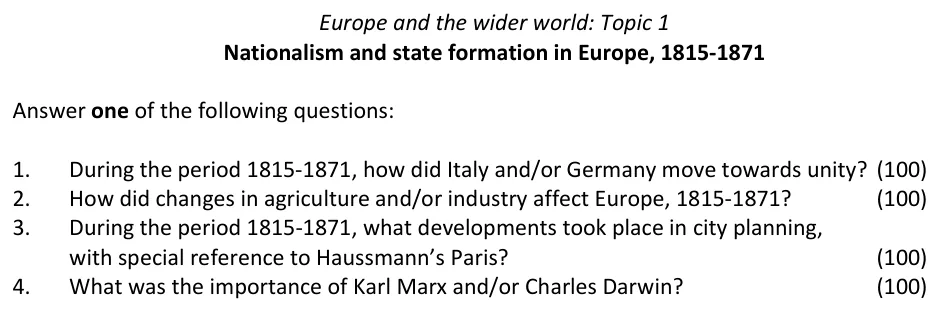 Europe and the wider world: Topic 1
Nationalism and state formation in Europe, 1815-1871
Answer one of the following questions:
1. During the period 1815-1871, how did Italy and/or Germany move towards unity? (100)
2. How did changes in agriculture and/or industry affect Europe, 1815-1871? (100)
3. During the period 1815-1871, what developments took place in city planning,
with special reference to Haussmann’s Paris? (100)
4. What was the importance of Karl Marx and/or Charles Darwin? (100)